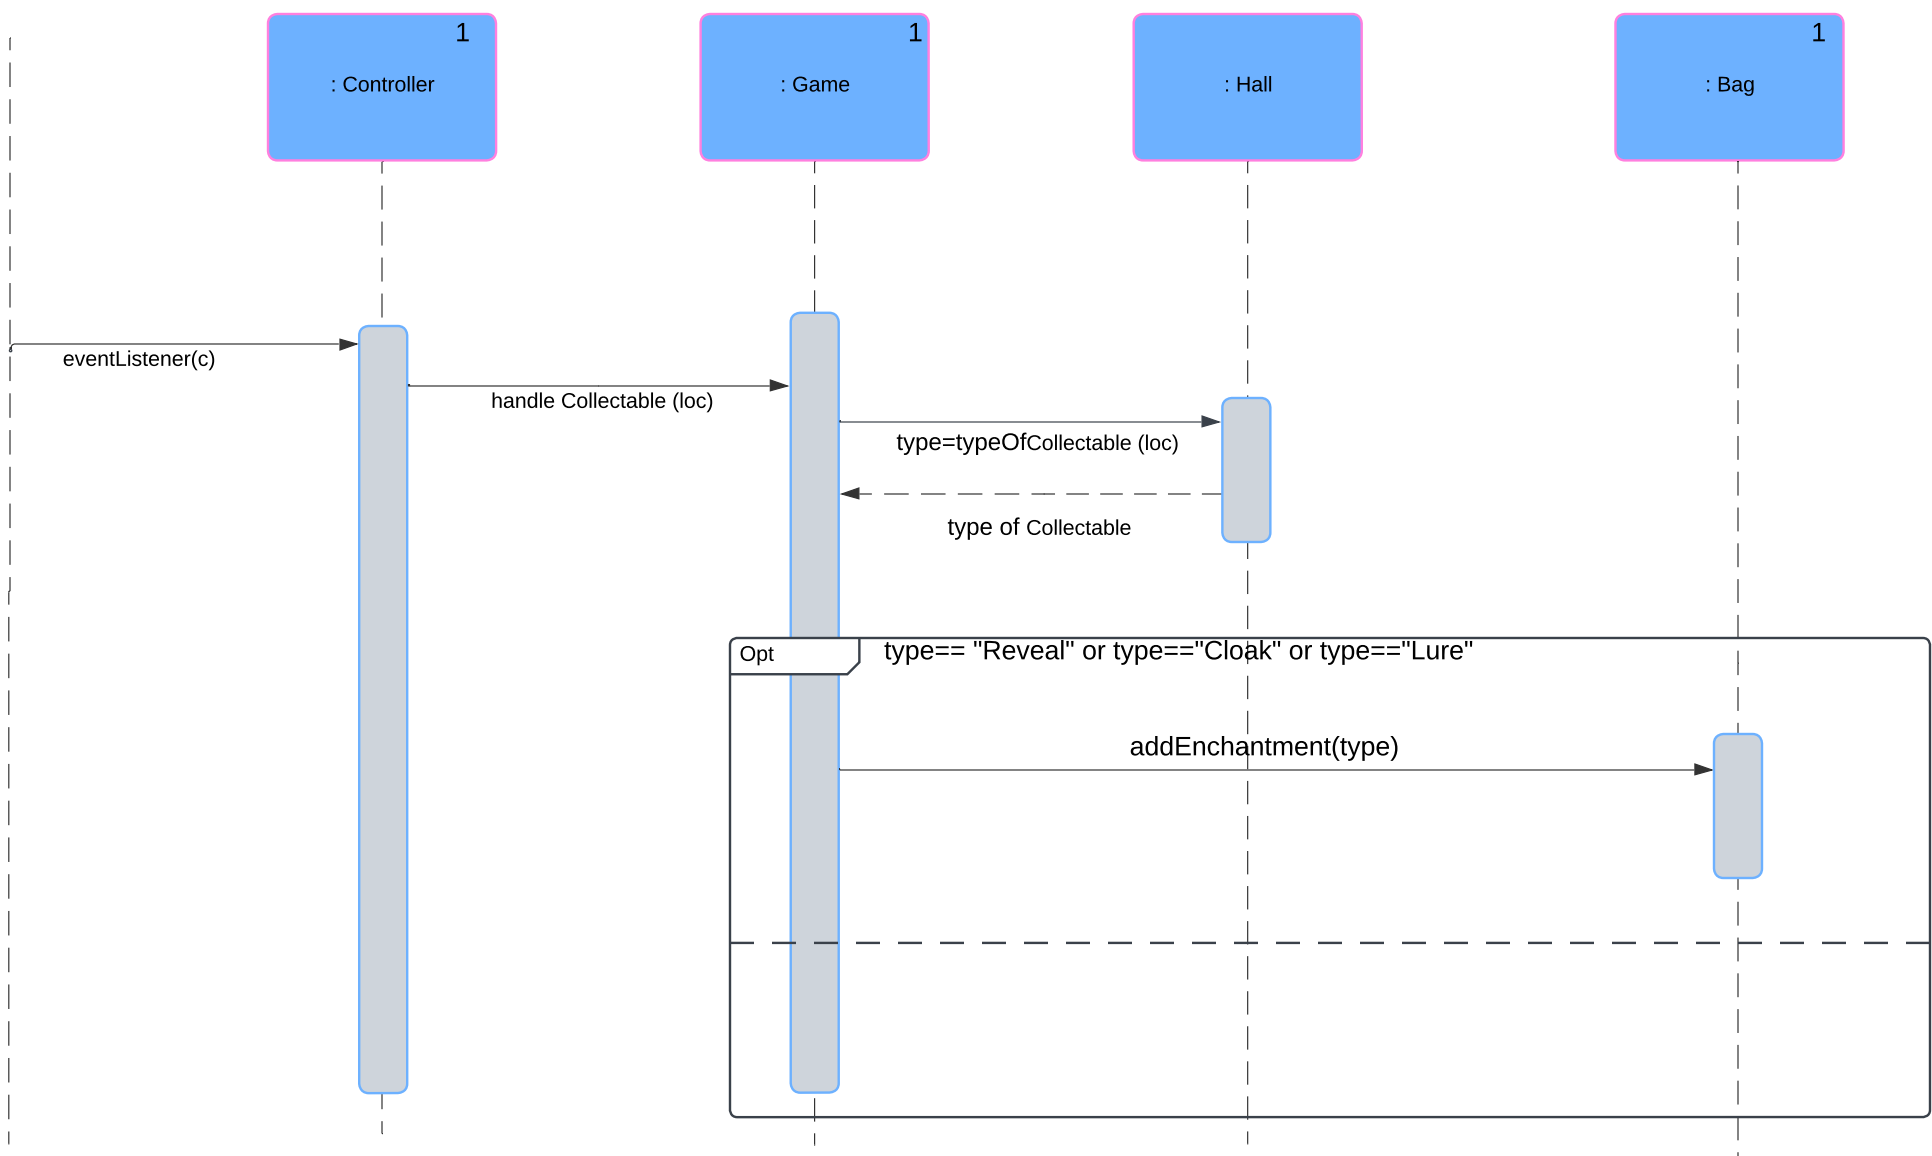 1
: Controller
1
: Game
: Hall
1
: Bag
eventListener(c)
handle Collectable (loc)
type=typeOfCollectable (loc)
type of Collectable
Opt
type== "Reveal" or type=="Cloak" or type=="Lure"
addEnchantment(type)